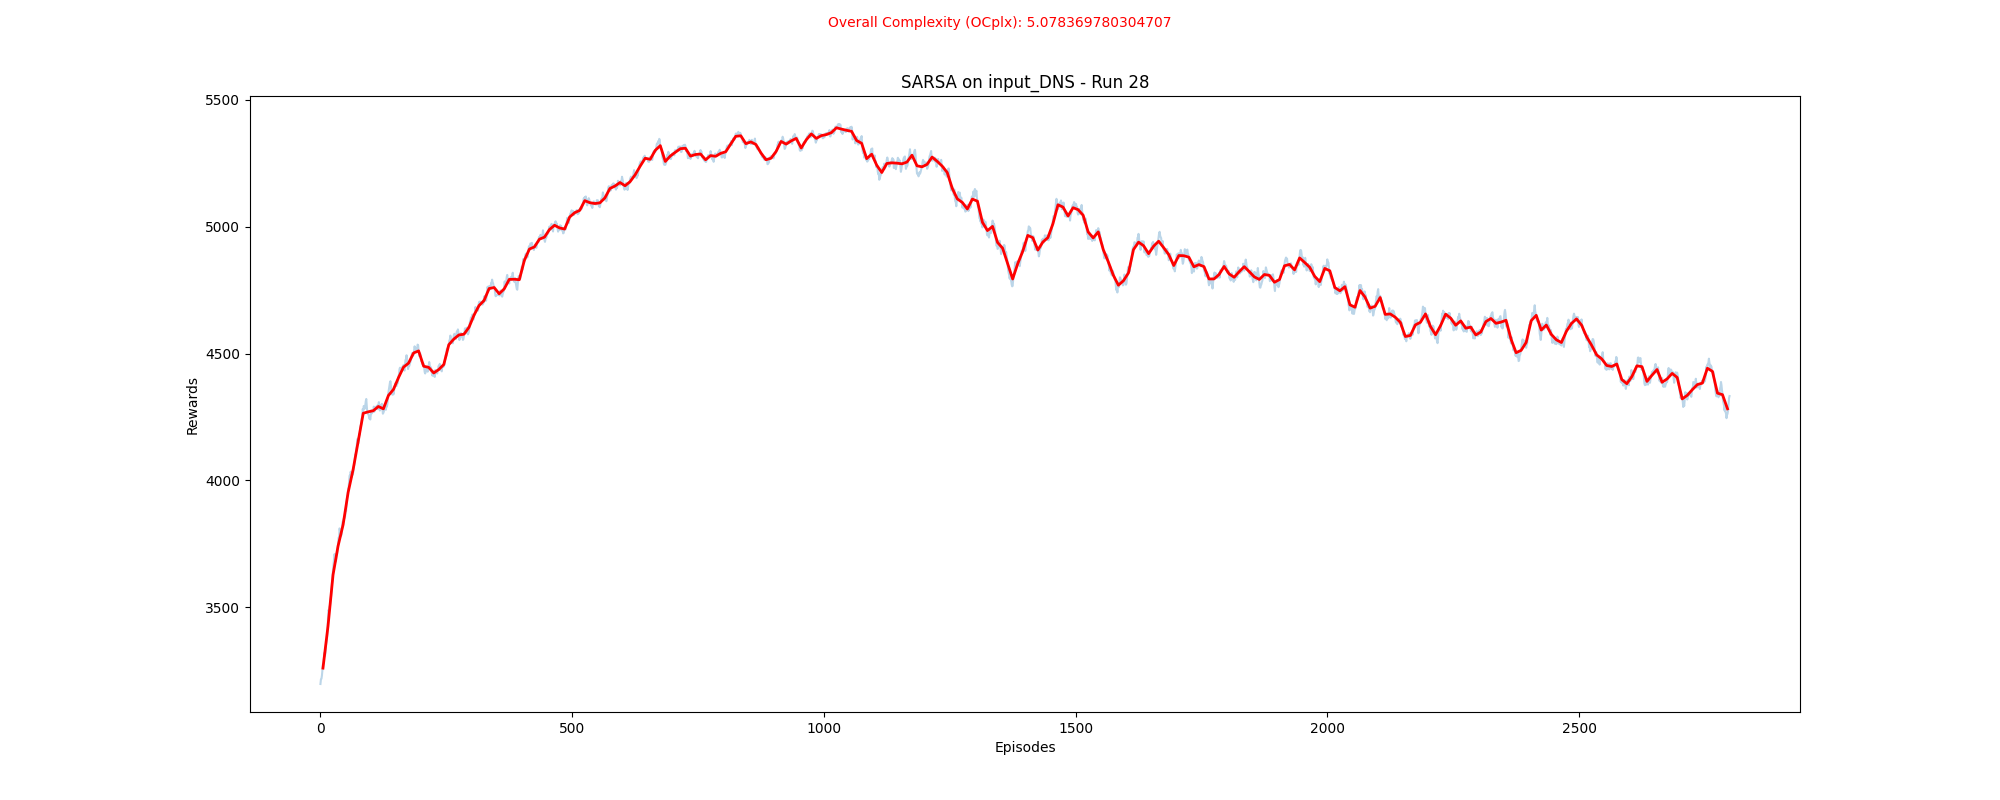 Overall Complexity (OCplx): 5.078369780304707
SARSA on input_DNS - Run 28
5500
5000
4500
4000
3500
Rewards
0 500 1000 1500 2000 2500
Episodes